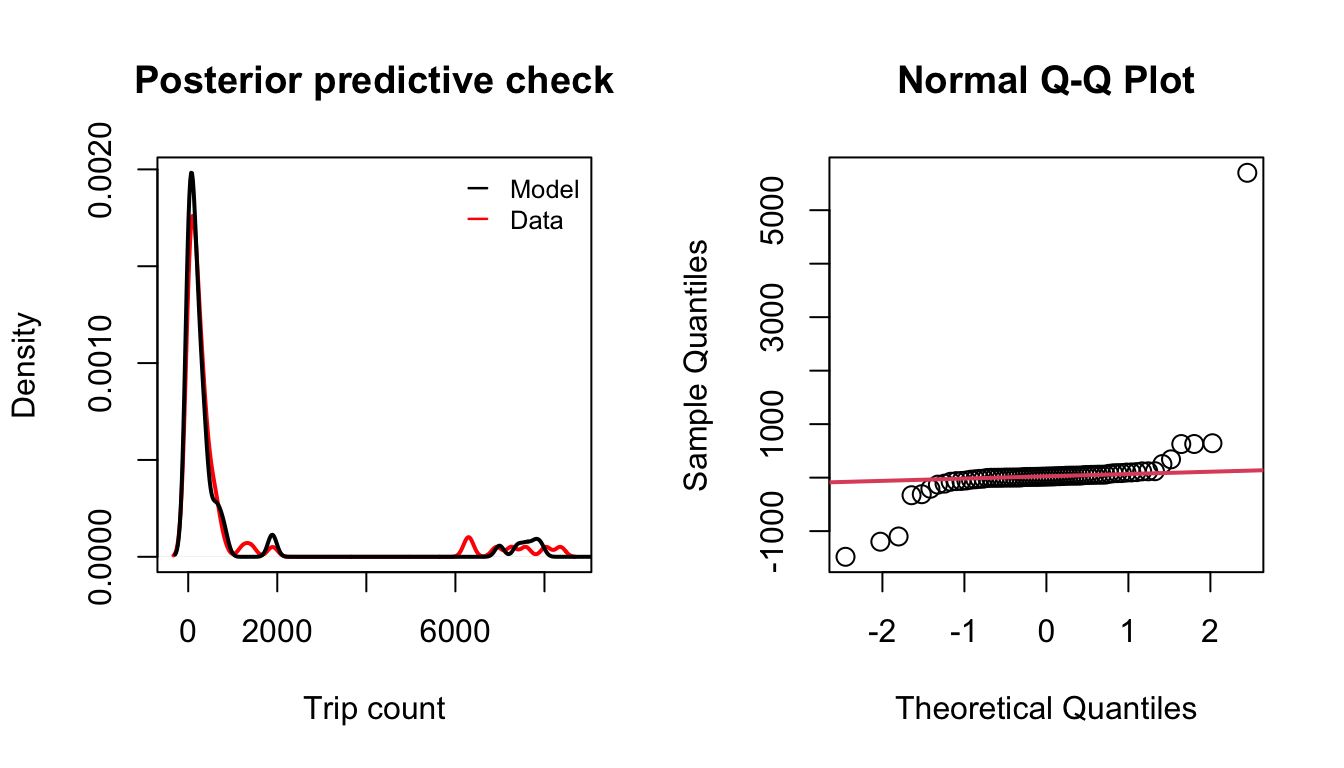 Posterior predictive check
Density
0.0000 0.0010 0.0020
Model
Data
0 2000 6000
Trip count
Normal Q-Q Plot
Sample Quantiles
-1000 1000 3000 5000
-2 -1 0 1 2
Theoretical Quantiles